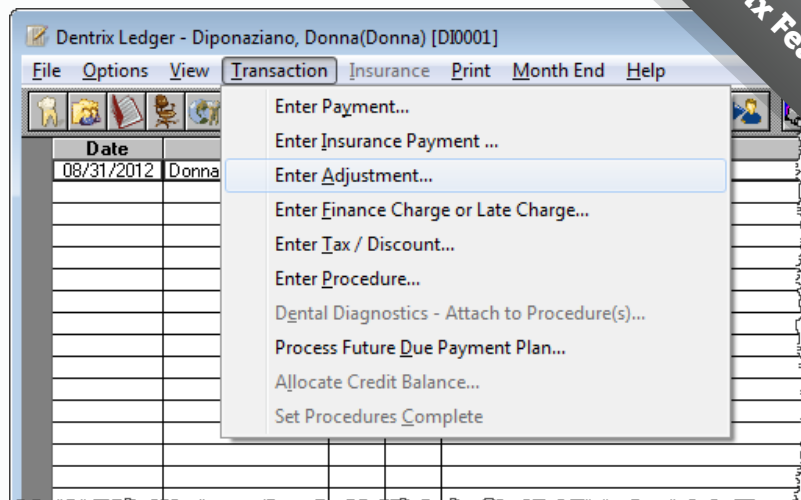 Dentrix Ledger - Diponaziano, Donna(Donna) [DI0001]
File Options View Transaction Insurance Print Month End Help
Enter Payment...
Enter Insurance Payment ...
Date
08/31/2012 Donna
Enter Adjustment...
Enter Finance Charge or Late Charge...
Enter Tax / Discount...
Enter Procedure...
Dental Diagnostics - Attach to Procedure(s)...
Process Future Due Payment Plan...
Allocate Credit Balance...
Set Procedures Complete